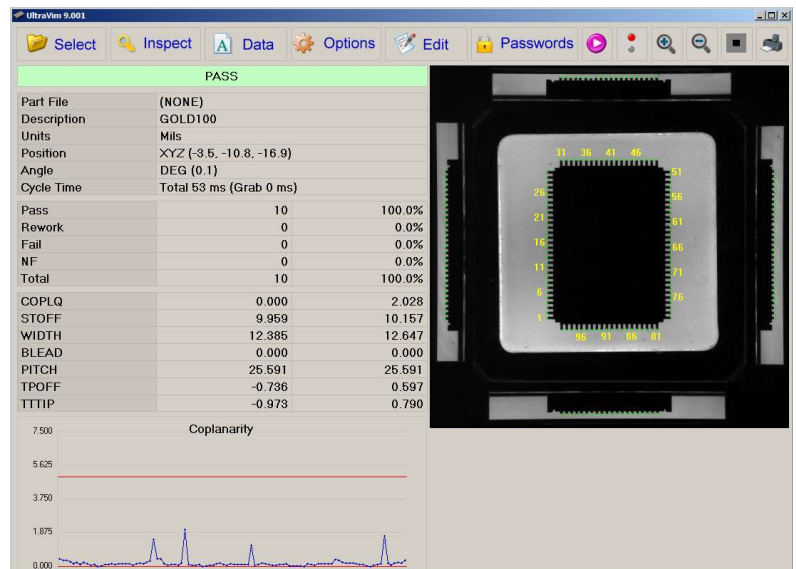 UltraVim 9.001
Select Inspect A Data Options Edit Passwords
PASS
Part File (NONE)
Description GOLD100
Units Mils
Position XYZ (-3.5, -10.8, -16.9)
Angle DEG (0.1)
Cycle Time Total 53 ms (Grab 0 ms)
Pass 10 100.0%
Rework 0 0.0%
Fail 0 0.0%
NF 0 0.0%
Total 10 100.0%
COPLQ 0.000 2.028
STOFF 9.959 10.157
WIDTH 12.385 12.647
BLEAD 0.000 0.000
PITCH 25.591 25.591
TPOFF -0.736 0.597
TTTIP -0.973 0.790
Coplanarity
7.500
5.625
3.750
1.875
0.000
31 36 41 46
51
26 56
21 61
16 66
11 71
6 76
1
96 91 86 81